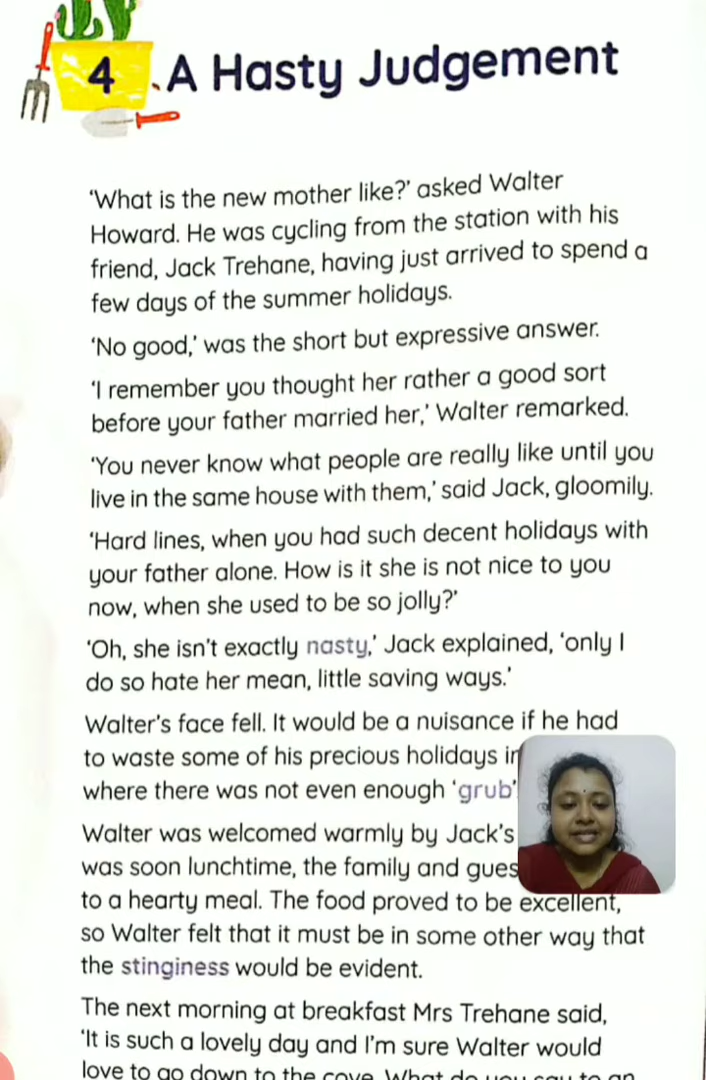 4 . A Hasty Judgement
‘What is the new mother like?’ asked Walter
Howard. He was cycling from the station with his
friend, Jack Trehane, having just arrived to spend a
few days of the summer holidays.
‘No good,’ was the short but expressive answer.
‘I remember you thought her rather a good sort
before your father married her,’ Walter remarked.
‘You never know what people are really like until you
live in the same house with them,’ said Jack, gloomily.
‘Hard lines, when you had such decent holidays with
your father alone. How is it she is not nice to you
now, when she used to be so jolly?’
‘Oh, she isn’t exactly nasty,’ Jack explained, ‘only I
do so hate her mean, little saving ways.’
Walter’s face fell. It would be a nuisance if he had
to waste some of his precious holidays
where there was not even enough ‘grub’
Walter was welcomed warmly by Jack’s
was soon lunchtime, the family and
to a hearty meal. The food proved to be excellent,
so Walter felt that it must be in some other way that
the stinginess would be evident.
The next morning at breakfast Mrs Trehane said,
‘It is such a lovely day and I’m sure Walter would
love to go down to the cove. What do you say to an